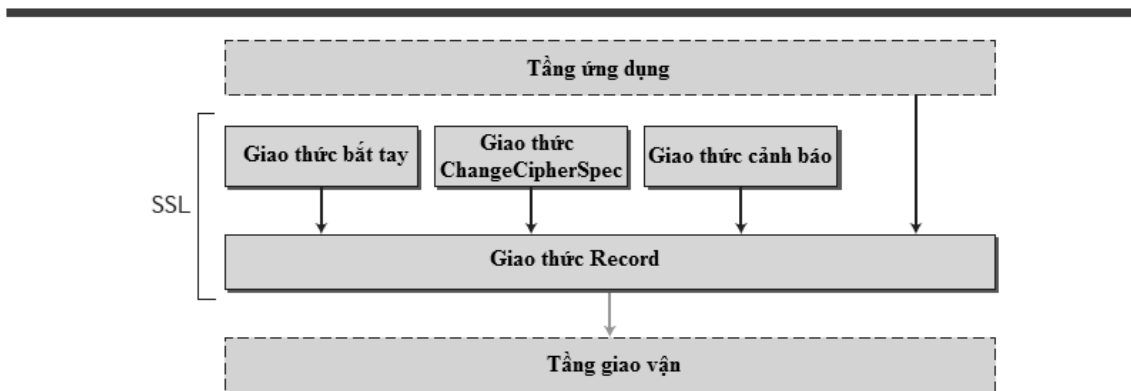 Tầng ứng dụng
SSL
Giao thức bắt tay
Giao thức
ChangeCipherSpec
Giao thức cảnh báo
Giao thức Record
Tầng giao vận